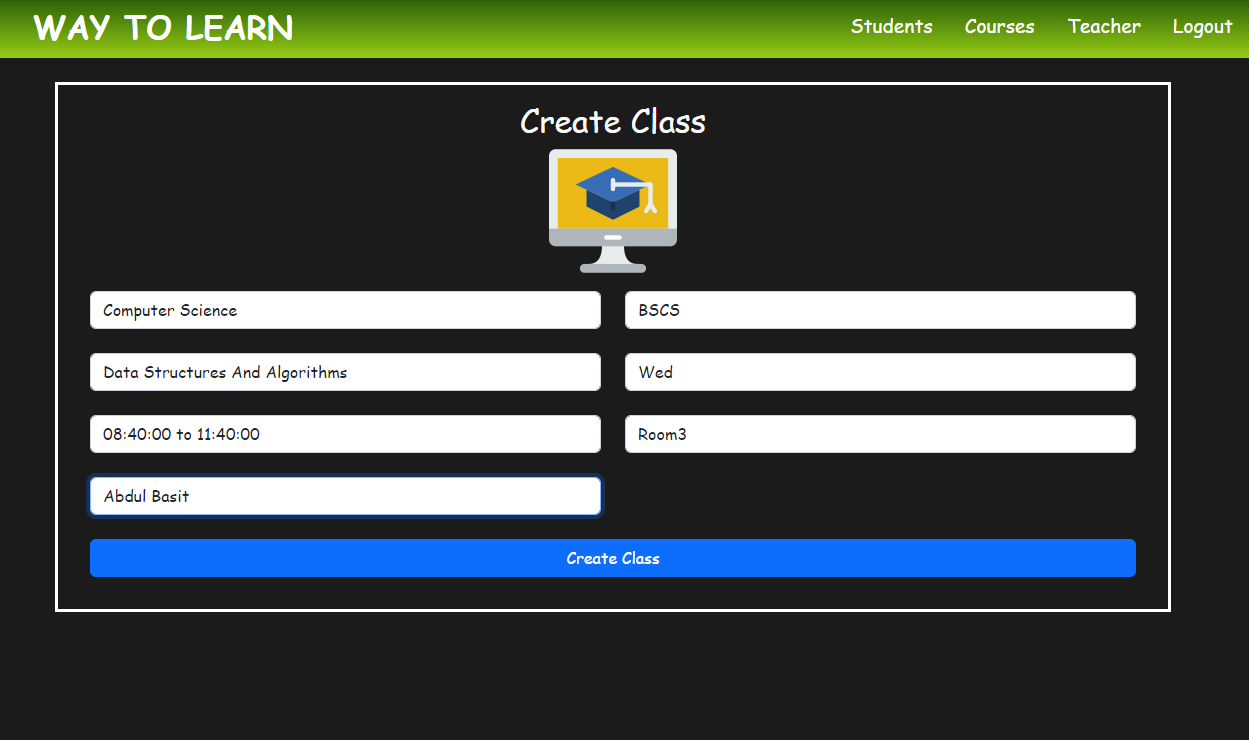 WAY TO LEARN
Students Courses Teacher Logout
Create Class
Computer Science
BSCS
Data Structures And Algorithms
Wed
08:40:00 to 11:40:00
Room3
Abdul Basit
Create Class